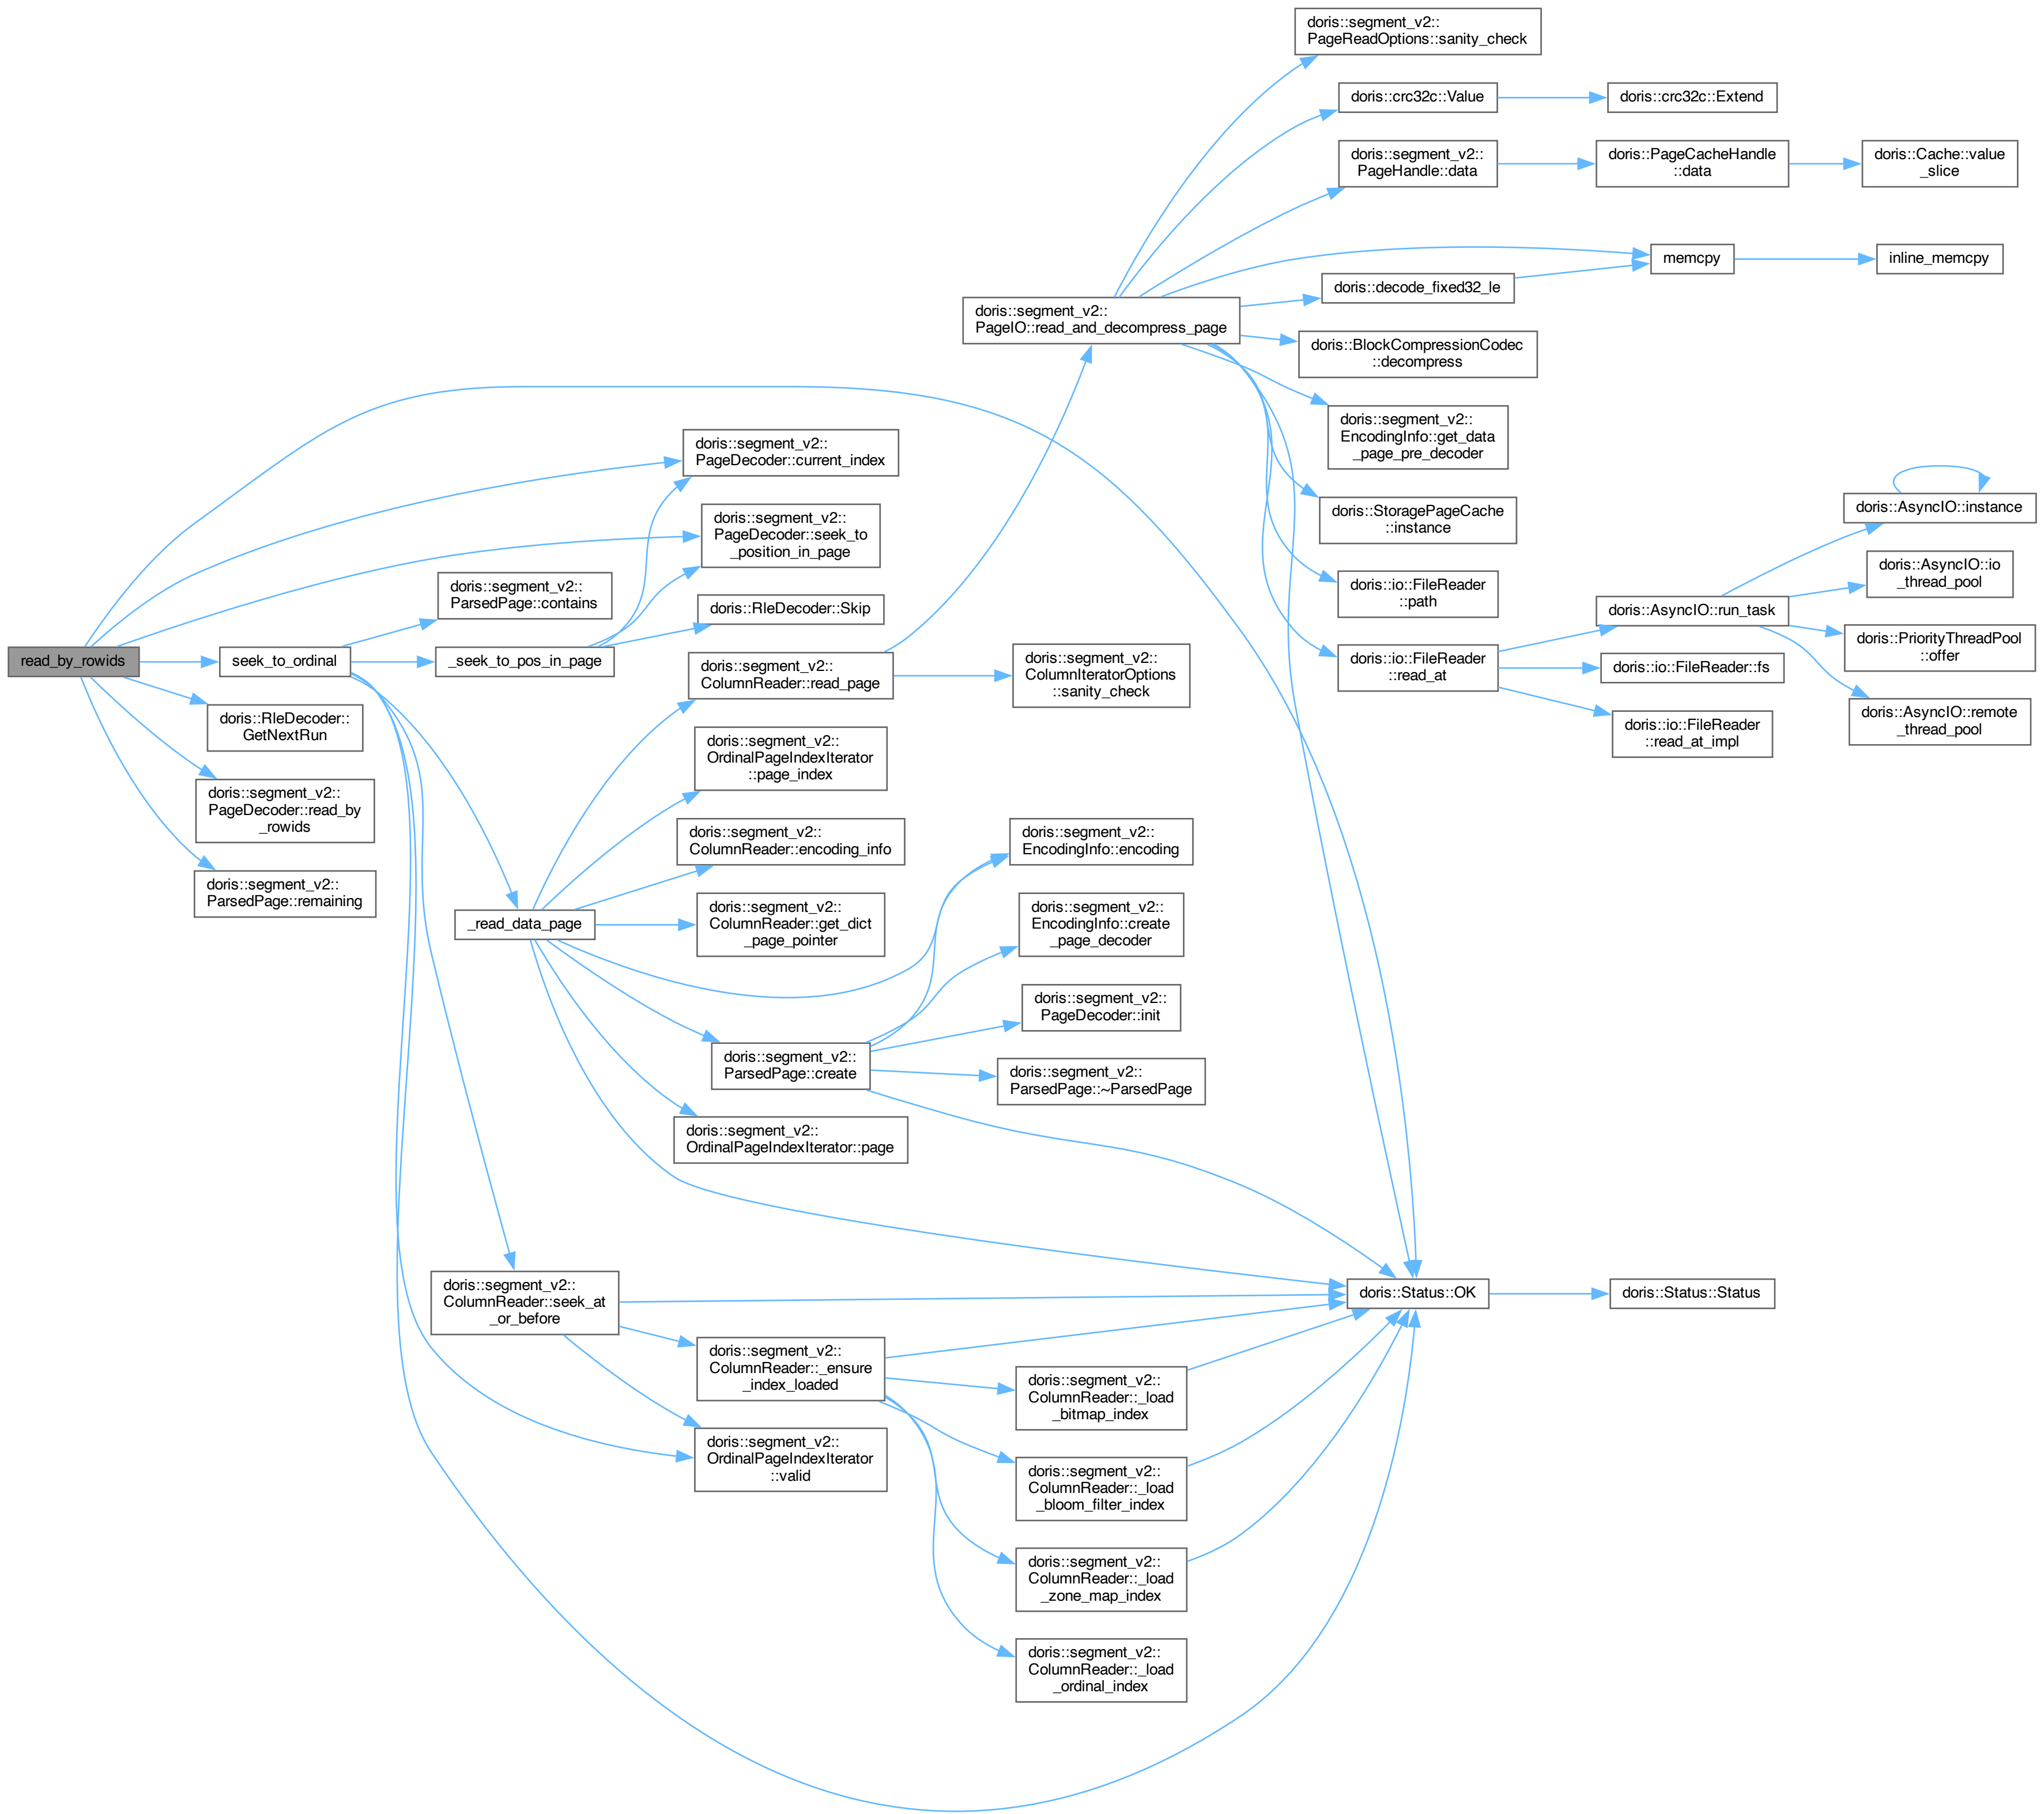 read_by_rowids
seek_to_ordinal
doris::RleDecoder::
GetNextRun
doris::segment_v2::
PageDecoder::read_by
_rowids
doris::segment_v2::
ParsedPage::remaining
doris::segment_v2::
ParsedPage::contains
_seek_to_pos_in_page
_read_data_page
doris::segment_v2::
ColumnReader::seek_at
_or_before
doris::segment_v2::
PageDecoder::current_index
doris::segment_v2::
PageDecoder::seek_to
_position_in_page
doris::RleDecoder::Skip
doris::segment_v2::
ColumnReader::read_page
doris::segment_v2::
OrdinalPageIndexIterator
::page_index
doris::segment_v2::
ColumnReader::encoding_info
doris::segment_v2::
ColumnReader::get_dict
_page_pointer
doris::segment_v2::
ParsedPage::create
doris::segment_v2::
OrdinalPageIndexIterator::page
doris::segment_v2::
ColumnReader::_ensure
_index_loaded
doris::segment_v2::
OrdinalPageIndexIterator
::valid
doris::segment_v2::
PageIO::read_and_decompress_page
doris::segment_v2::
ColumnIteratorOptions
::sanity_check
doris::segment_v2::
EncodingInfo::encoding
doris::segment_v2::
EncodingInfo::create
_page_decoder
doris::segment_v2::
PageDecoder::init
doris::segment_v2::
ParsedPage::~ParsedPage
doris::segment_v2::
ColumnReader::_load
_bitmap_index
doris::segment_v2::
ColumnReader::_load
_bloom_filter_index
doris::segment_v2::
ColumnReader::_load
_zone_map_index
doris::segment_v2::
ColumnReader::_load
_ordinal_index
doris::segment_v2::
PageReadOptions::sanity_check
doris::crc32c::Value
doris::segment_v2::
PageHandle::data
doris::decode_fixed32_le
doris::BlockCompressionCodec
::decompress
doris::segment_v2::
EncodingInfo::get_data
_page_pre_decoder
doris::StoragePageCache
::instance
doris::io::FileReader
::path
doris::io::FileReader
::read_at
doris::Status::OK
doris::crc32c::Extend
doris::PageCacheHandle
::data
memcpy
doris::AsyncIO::run_task
doris::io::FileReader::fs
doris::io::FileReader
::read_at_impl
doris::Status::Status
doris::Cache::value
_slice
inline_memcpy
doris::AsyncIO::instance
doris::AsyncIO::io
_thread_pool
doris::PriorityThreadPool
::offer
doris::AsyncIO::remote
_thread_pool